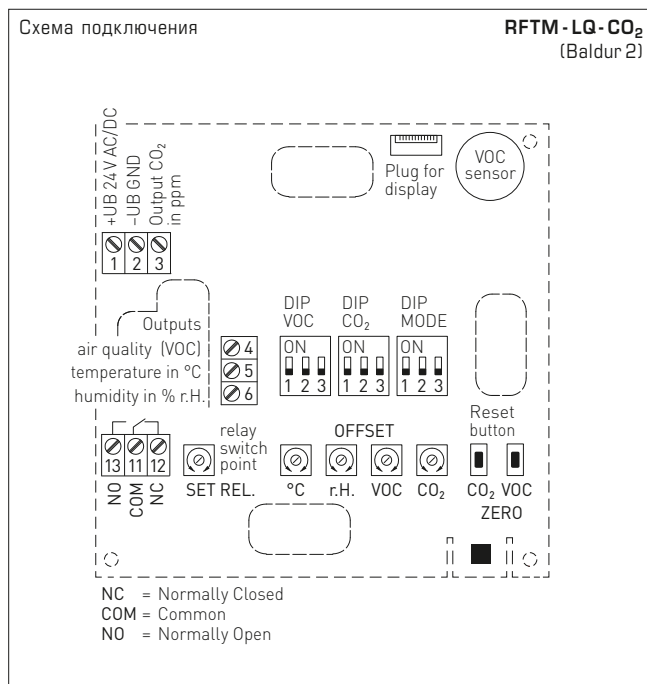 Схема подключения
RFTM-LQ-CO₂
(Baldur 2)
+UB 24 V AC/DC
–UB GND
Output CO₂
in ppm
1 2 3
Plug for
display
VOC
sensor
Outputs
air quality (VOC)
temperature in °C
humidity in % r.H.
4
5
6
DIP
VOC
ON
1 2 3
DIP
CO₂
ON
1 2 3
DIP
MODE
ON
1 2 3
13 11 12
NO
COM
NC
relay
switch
point
SET REL.
OFFSET
°C r.H. VOC CO₂
Reset
button
CO₂ VOC
ZERO
NC = Normally Closed
COM = Common
NO = Normally Open